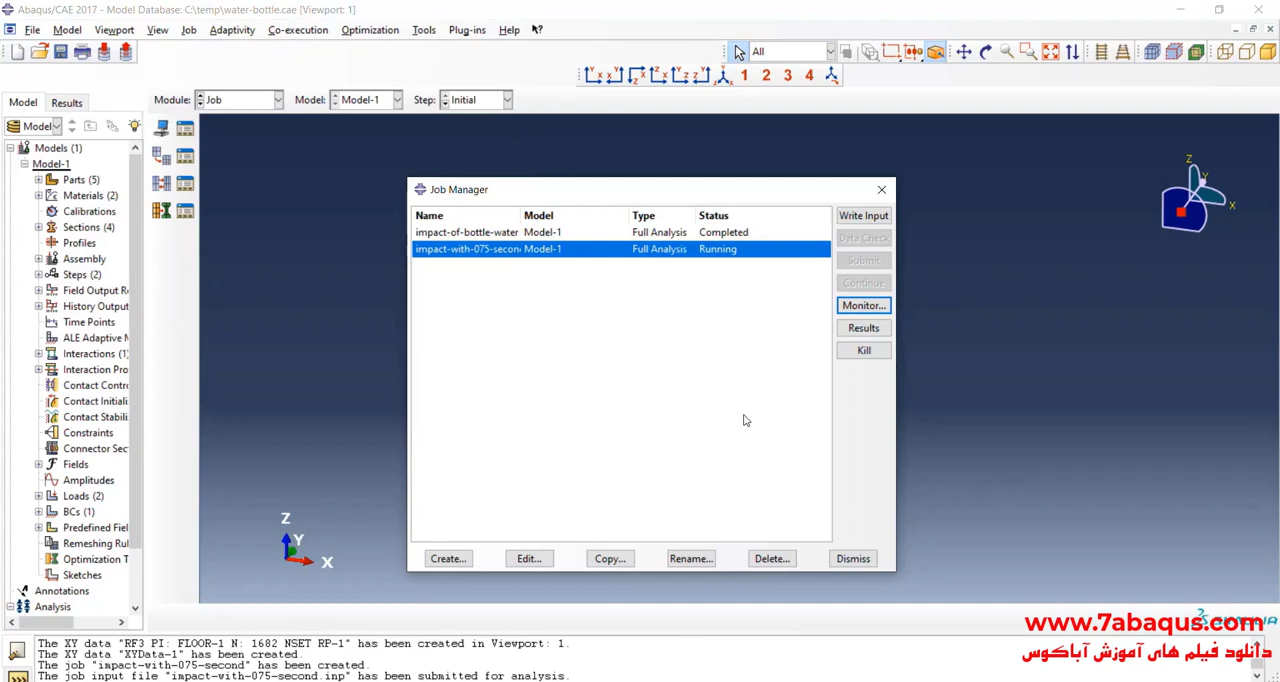 Abaqus/CAE 2017 - Model Database: C:\temp\water-bottle.cae [Viewport: 1]
File Model Viewport View Job Adaptivity Co-execution Optimization Tools Plug-ins Help
All
1 2 3 4
Model Results
Module: Job Model: Model-1 Step: Initial
Model
Models (1)
Model-1
Parts (5)
Materials (2)
Calibrations
Sections (4)
Profiles
Assembly
Steps (2)
Field Output R
History Output
Time Points
ALE Adaptive M
Interactions (1)
Interaction Pro
Contact Contr
Contact Initiali
Contact Stabili
Constraints
Connector Sec
Fields
Amplitudes
Loads (2)
BCs (1)
Predefined Fiel
Remeshing Rul
Optimization T
Sketches
Annotations
Analysis
Job Manager
Name Model Type Status
impact-of-bottle-water Model-1 Full Analysis Completed
impact-with-075-secon Model-1 Full Analysis Running
Write Input
Data Check
Submit
Continue
Monitor...
Results
Kill
Create... Edit... Copy... Rename... Delete... Dismiss
Z
Y
X
Z
Y
X
The XY data "RF3 PI: FLOOR-1 N: 1682 NSET RP-1" has been created in Viewport: 1.
The XY data "XYData-1" has been created.
The job "impact-with-075-second" has been created.
The job input file "impact-with-075-second.inp" has been submitted for analysis.
www.7abaqus.com
دانلود فیلم های آموزش آباکوس